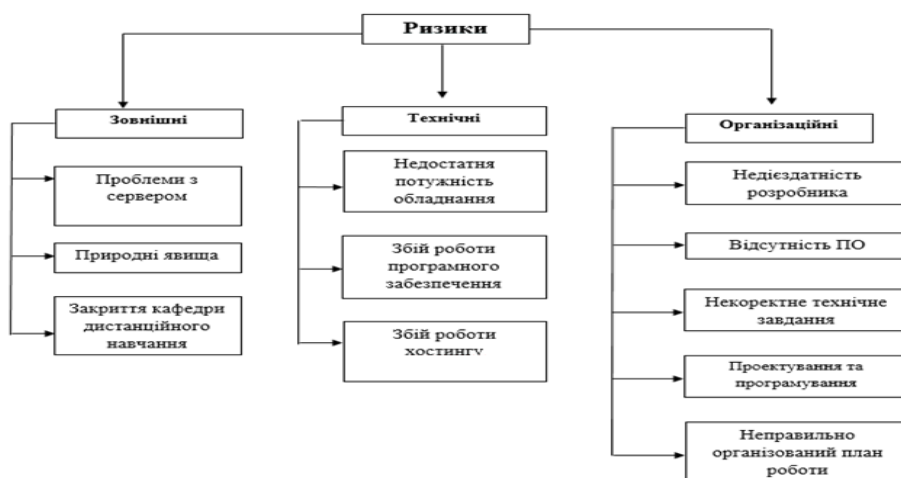 Ризики
Зовнішні
Проблеми з
сервером
Природні явища
Закриття кафедри
дистанційного
навчання
Технічні
Недостатня
потужність
обладнання
Збій роботи
програмного
забезпечення
Збій роботи
хостингу
Організаційні
Недієздатність
розробника
Відсутність ПО
Некоректне технічне
завдання
Проектування та
програмування
Неправильно
організований план
роботи